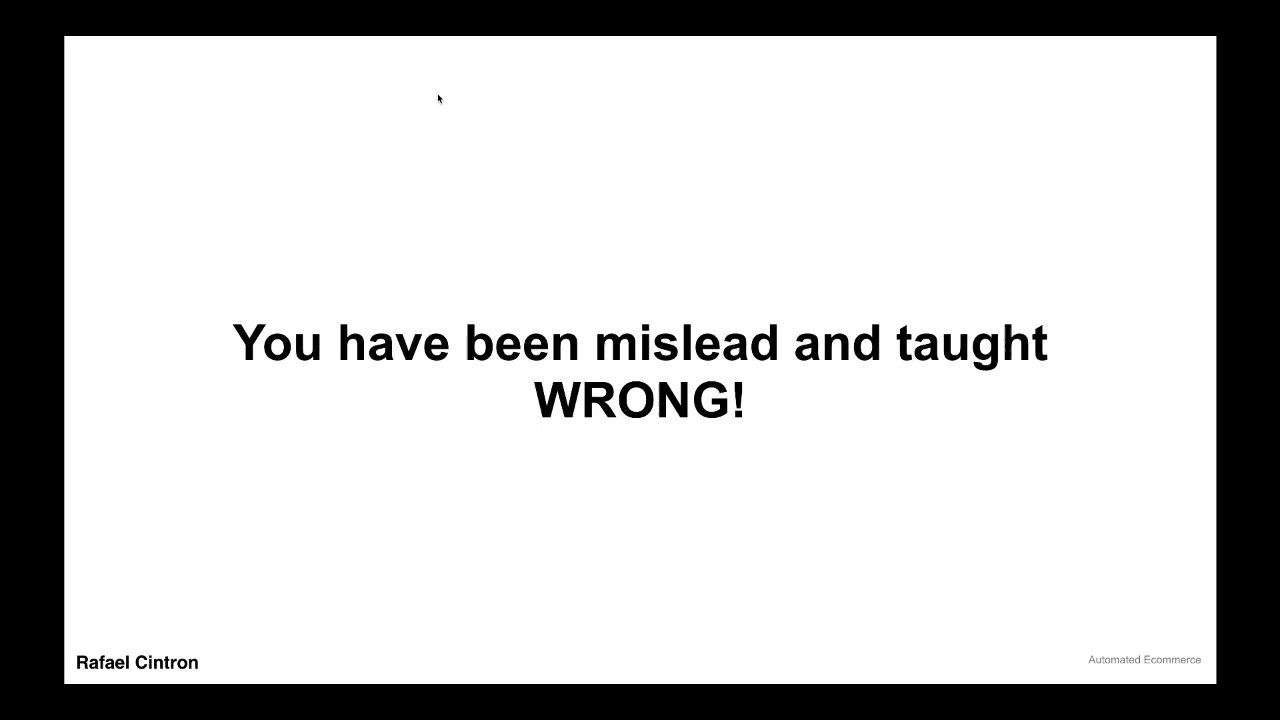 You have been mislead and taught
WRONG!
Rafael Cintron
Automated Ecommerce